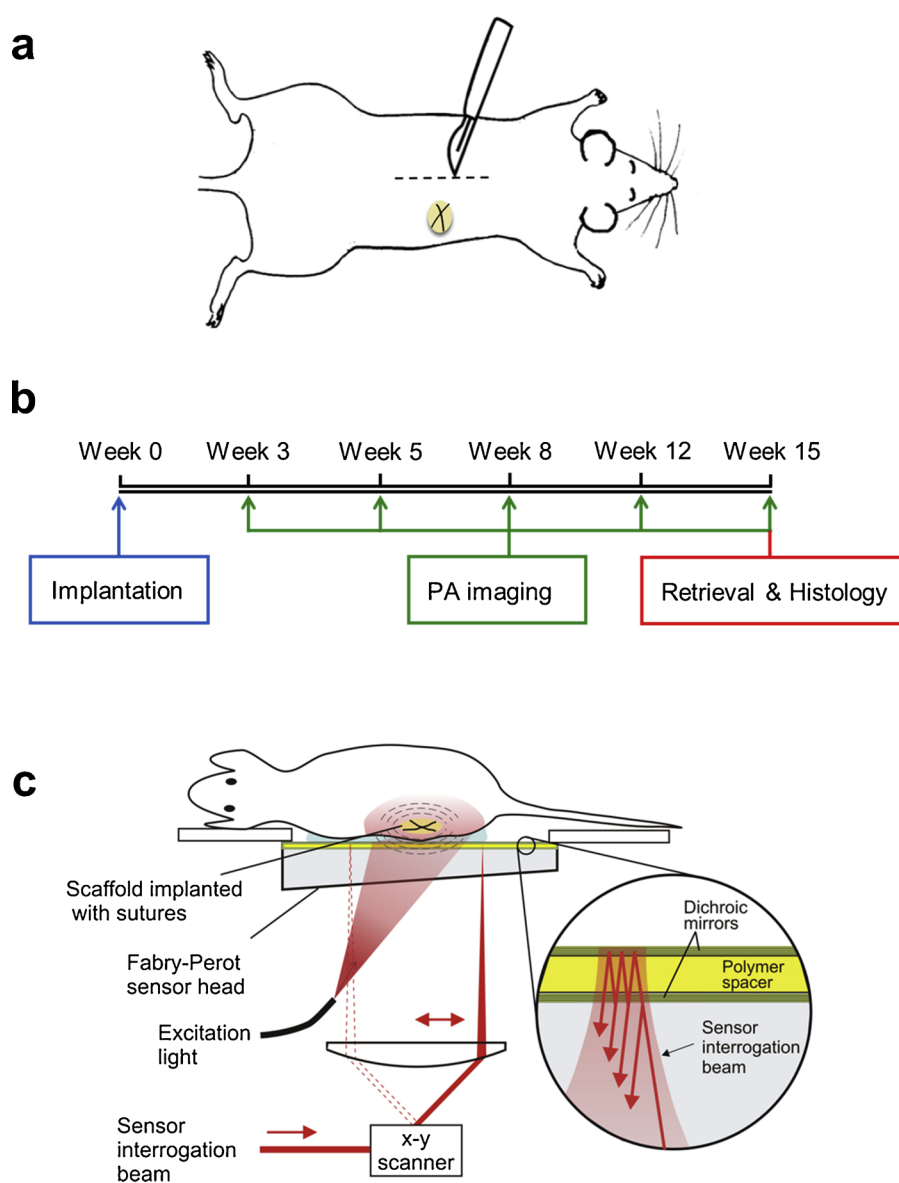 a
b
Week 0 Week 3 Week 5 Week 8 Week 12 Week 15
Implantation PA imaging Retrieval & Histology
c
Scaffold implanted
with sutures
Fabry-Perot
sensor head
Excitation
light
Sensor
interrogation
beam
x-y
scanner
Dichroic
mirrors
Polymer
spacer
Sensor
interrogation
beam